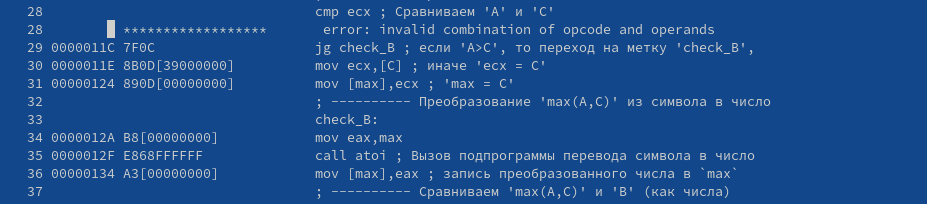 28 cmp ecx ; Сравниваем 'A' и 'C'
28 ****************** error: invalid combination of opcode and operands
29 0000011C 7F0C jg check_B ; если 'A>C', то переход на метку 'check_B',
30 0000011E 8B0D[39000000] mov ecx,[C] ; иначе 'ecx = C'
31 00000124 890D[00000000] mov [max],ecx ; 'max = C'
32 ; ---------- Преобразование 'max(A,C)' из символа в число
33 check_B:
34 0000012A B8[00000000] mov eax,max
35 0000012F E868FFFFFF call atoi ; Вызов подпрограммы перевода символа в число
36 00000134 A3[00000000] mov [max],eax ; запись преобразованного числа в `max`
37 ; ---------- Сравниваем 'max(A,C)' и 'B' (как числа)